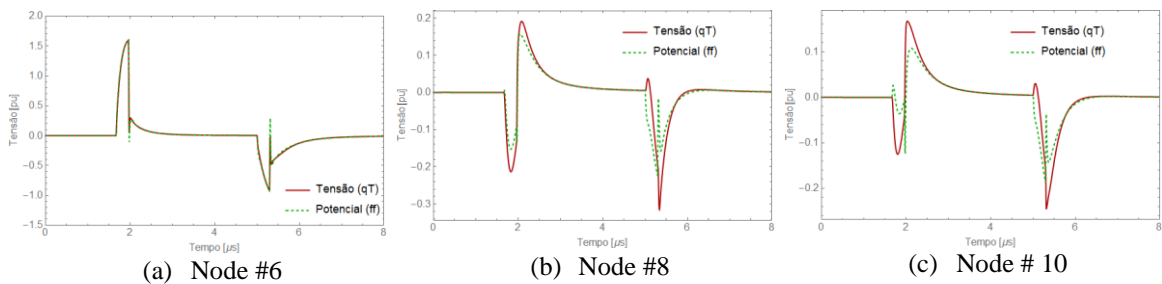 2.0
1.5
1.0
0.5
0.0
-0.5
-1.0
-1.5
0
2
4
6
8
Tensão[pu]
Tempo [μs]
Tensão (qT)
Potencial (ff)
(a) Node #6
0.2
0.1
0.0
-0.1
-0.2
-0.3
0
2
4
6
8
Tensão[pu]
Tempo [μs]
Tensão (qT)
Potencial (ff)
(b) Node #8
0.1
0.0
-0.1
-0.2
0
2
4
6
8
Tensão[pu]
Tempo [μs]
Tensão (qT)
Potencial (ff)
(c) Node # 10